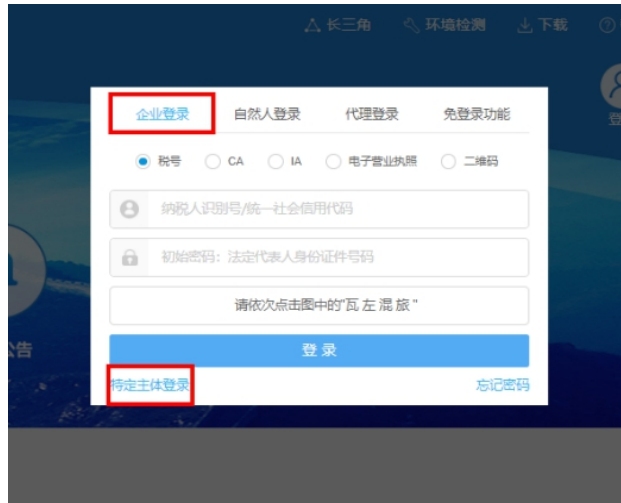 长三角 环境检测 下载
登
企业登录 自然人登录 代理登录 免登录功能
税号 CA IA 电子营业执照 二维码
纳税人识别号/统一社会信用代码
初始密码：法定代表人身份证件号码
请依次点击图中的"瓦 左 混 旅 "
公告
登 录
特定主体登录 忘记密码